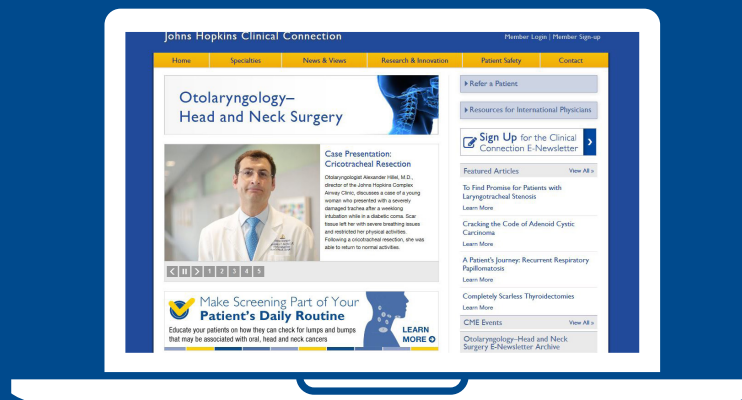 Johns Hopkins Clinical Connection
Member Login | Member Sign-up
Home Specialties News & Views Research & Innovation Patient Safety Contact
Otolaryngology–
Head and Neck Surgery
Case Presentation:
Cricotracheal Resection
Otolaryngologist Alexander Hillel, M.D.,
director of the Johns Hopkins Complex
Airway Clinic, discusses a case of a young
woman who presented with a severely
damaged trachea after a weeklong
intubation while in a diabetic coma. Scar
tissue left her with severe breathing issues
and restricted her physical activities.
Following a cricotracheal resection, she was
able to return to normal activities.
1 2 3 4 5
Make Screening Part of Your
Patient's Daily Routine
Educate your patients on how they can check for lumps and bumps
that may be associated with oral, head and neck cancers
LEARN
MORE
Refer a Patient
Resources for International Physicians
Sign Up for the Clinical
Connection E-Newsletter
Featured Articles View All »
To Find Promise for Patients with
Laryngotracheal Stenosis
Learn More
Cracking the Code of Adenoid Cystic
Carcinoma
Learn More
A Patient's Journey: Recurrent Respiratory
Papillomatosis
Learn More
Completely Scarless Thyroidectomies
Learn More
CME Events View All »
Otolaryngology–Head and Neck
Surgery E-Newsletter Archive